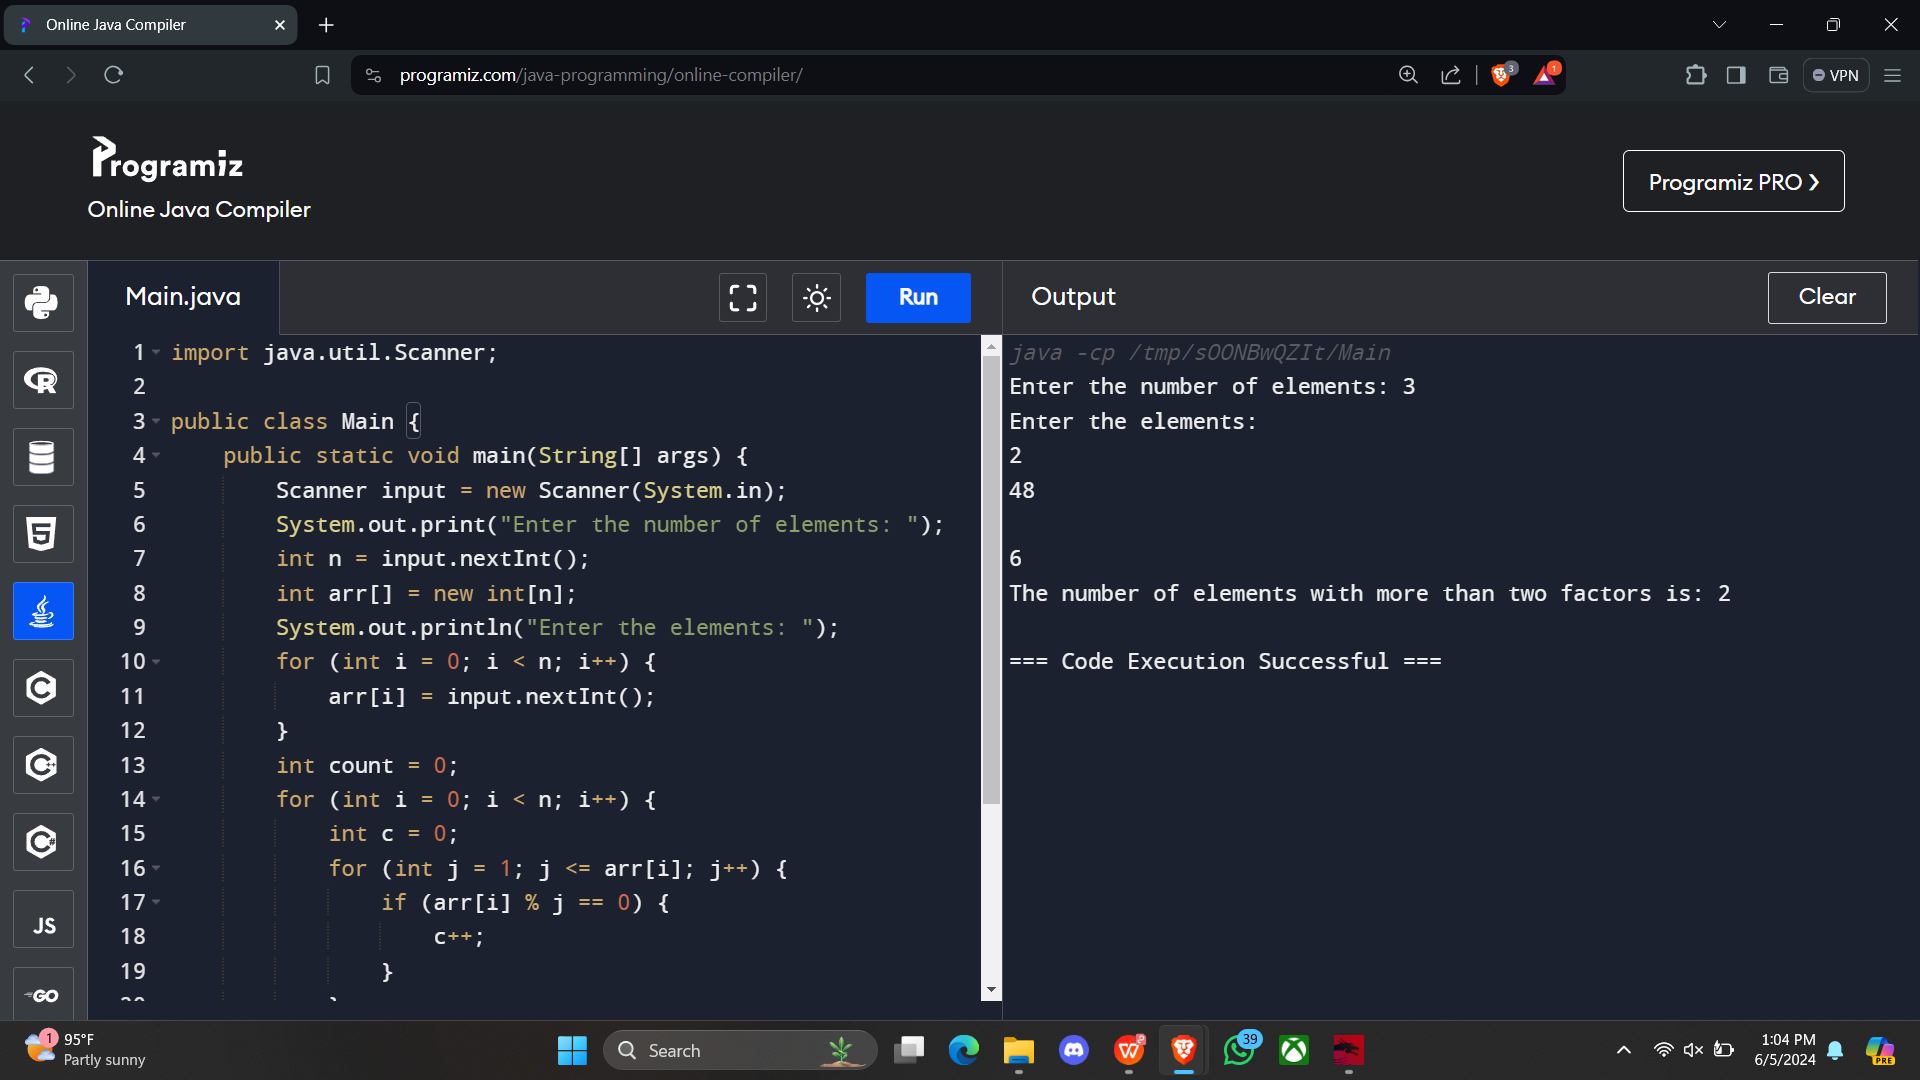 Online Java Compiler
programiz.com/java-programming/online-compiler/
3
1
VPN
Programiz
Online Java Compiler
Programiz PRO ❯
Main.java
Run
Output
Clear
1 import java.util.Scanner;
2
3 public class Main {
4 public static void main(String[] args) {
5 Scanner input = new Scanner(System.in);
6 System.out.print("Enter the number of elements: ");
7 int n = input.nextInt();
8 int arr[] = new int[n];
9 System.out.println("Enter the elements: ");
10 for (int i = 0; i < n; i++) {
11 arr[i] = input.nextInt();
12 }
13 int count = 0;
14 for (int i = 0; i < n; i++) {
15 int c = 0;
16 for (int j = 1; j <= arr[i]; j++) {
17 if (arr[i] % j == 0) {
18 c++;
19 }
java -cp /tmp/sOONBwQZIt/Main
Enter the number of elements: 3
Enter the elements:
2
48
6
The number of elements with more than two factors is: 2
=== Code Execution Successful ===
R
5
C
C++
C#
JS
GO
1
95°F
Partly sunny
Search
W
39
1:04 PM
6/5/2024
PRE